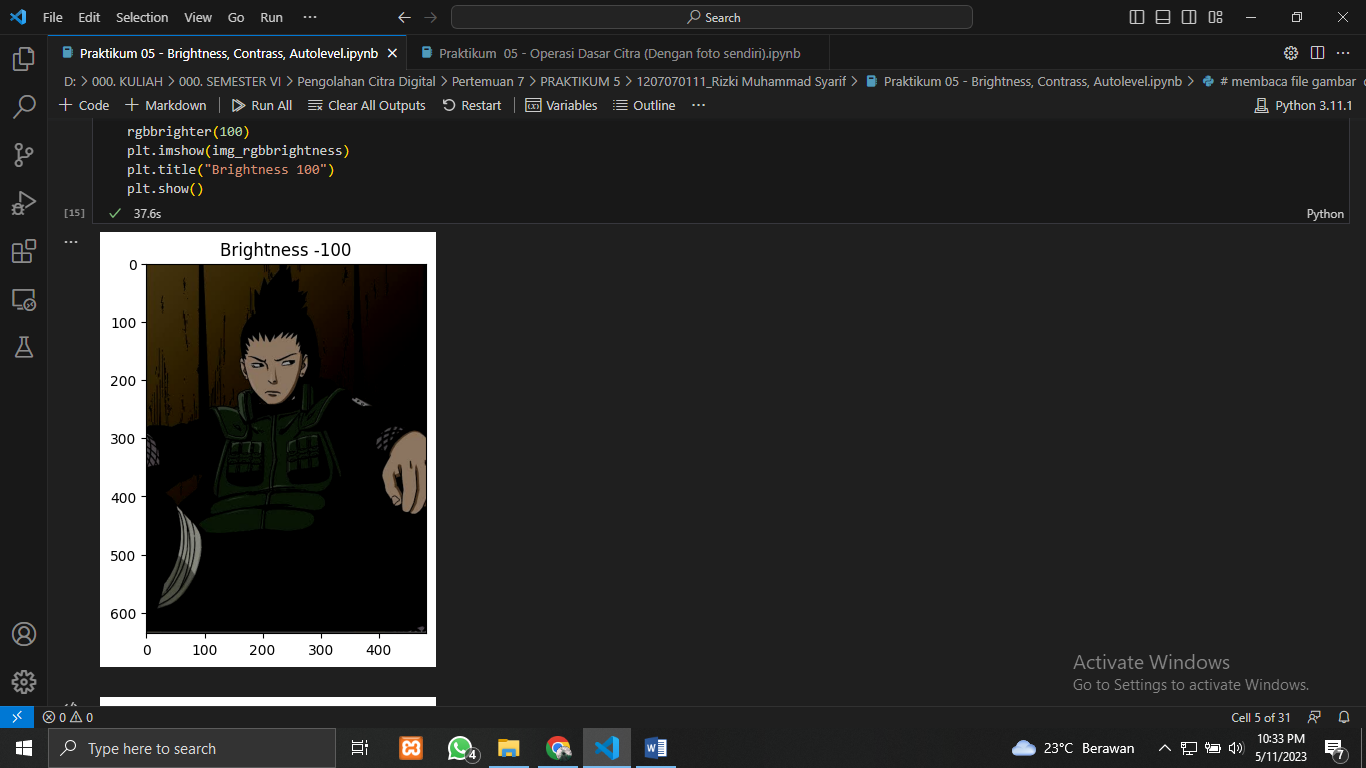 File Edit Selection View Go Run ··· Search
Praktikum 05 - Brightness, Contrass, Autolevel.ipynb Praktikum 05 - Operasi Dasar Citra (Dengan foto sendiri).ipynb
D: > 000. KULIAH > 000. SEMESTER VI > Pengolahan Citra Digital > Pertemuan 7 > PRAKTIKUM 5 > 1207070111_Rizki Muhammad Syarif > Praktikum 05 - Brightness, Contrass, Autolevel.ipynb > # membaca file gambar
+ Code + Markdown Run All Clear All Outputs Restart Variables Outline ··· Python 3.11.1
rgbbrighter(100)
plt.imshow(img_rgbbrightness)
plt.title("Brightness 100")
plt.show()
[15] 37.6s Python
Brightness -100
0
100
200
300
400
500
600
0 100 200 300 400
Activate Windows
Go to Settings to activate Windows.
0 0 Cell 5 of 31
Type here to search 4 23°C Berawan 10:33 PM
5/11/2023 7